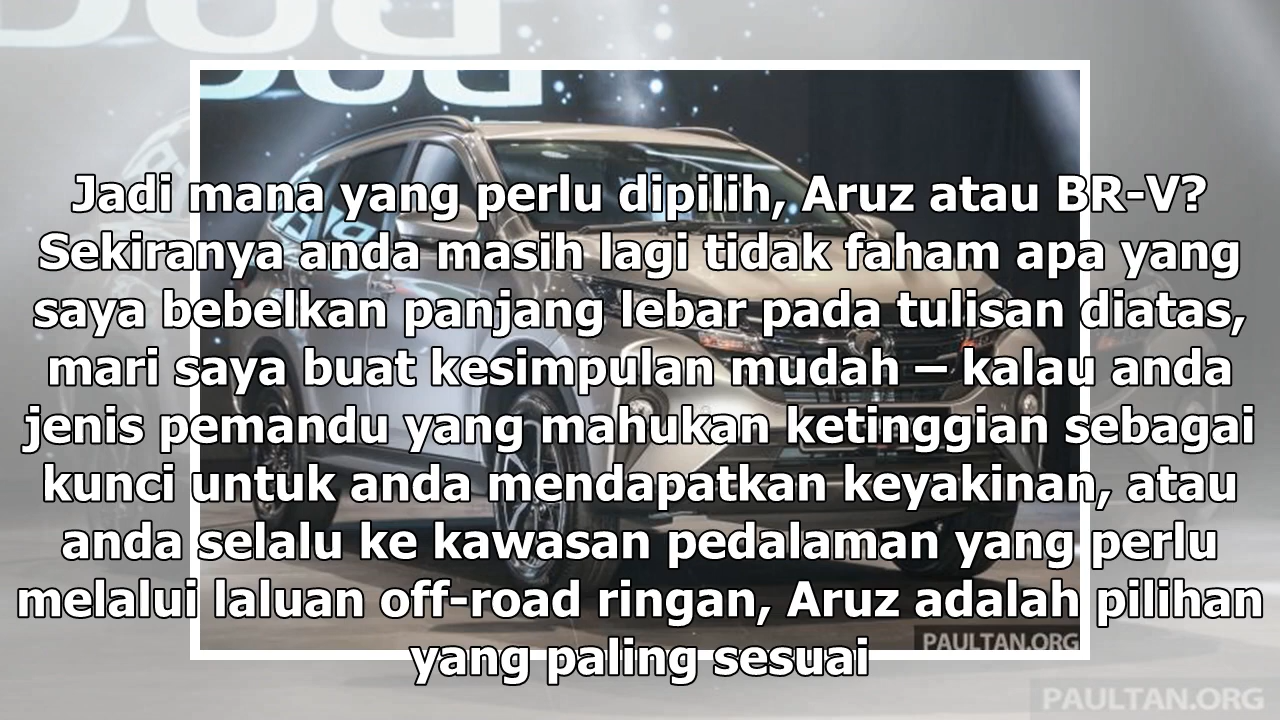 Jadi mana yang perlu dipilih, Aruz atau BR-V?
Sekiranya anda masih lagi tidak faham apa yang
saya bebelkan panjang lebar pada tulisan diatas,
mari saya buat kesimpulan mudah – kalau anda
jenis pemandu yang mahukan ketinggian sebagai
kunci untuk anda mendapatkan keyakinan, atau
anda selalu ke kawasan pedalaman yang perlu
melalui laluan off-road ringan, Aruz adalah pilihan
yang paling sesuai
PAULTAN.ORG
PAULTAN.ORG